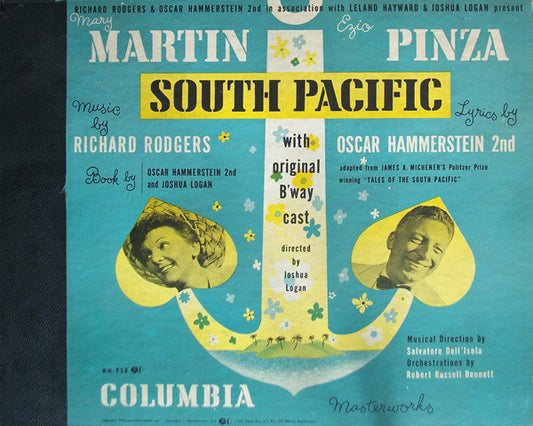 RICHARD RODGERS & OSCAR HAMMERSTEIN 2nd in association with LELAND HAYWARD & JOSHUA LOGAN present
Mary MARTIN
Ezio PINZA
SOUTH PACIFIC
Music by
RICHARD RODGERS
Lyrics by
OSCAR HAMMERSTEIN 2nd
Book by
OSCAR HAMMERSTEIN 2nd
and JOSHUA LOGAN
adapted from JAMES A. MICHENER'S Pulitzer Prize
winning "TALES OF THE SOUTH PACIFIC"
with
original
B'way
cast
directed
by
Joshua
Logan
Musical Direction by
Salvatore Dell'Isola
Orchestrations by
Robert Russell Bennett
MM-850
COLUMBIA
Masterworks